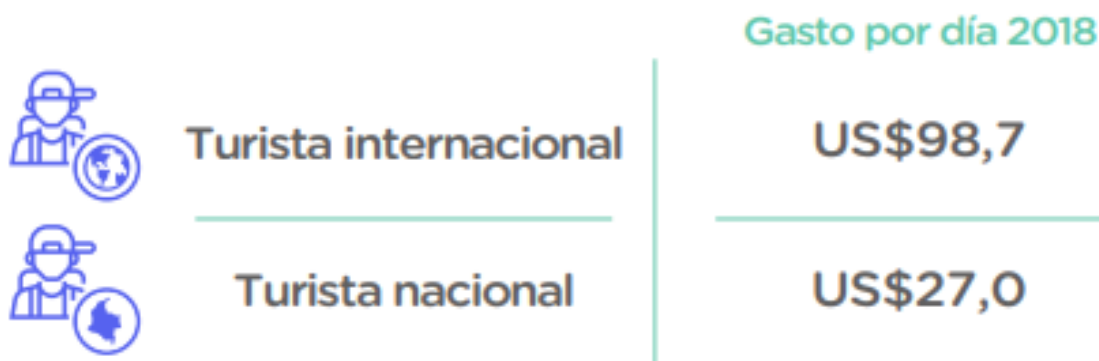 Gasto por día 2018
Turista internacional
US$98,7
Turista nacional
US$27,0